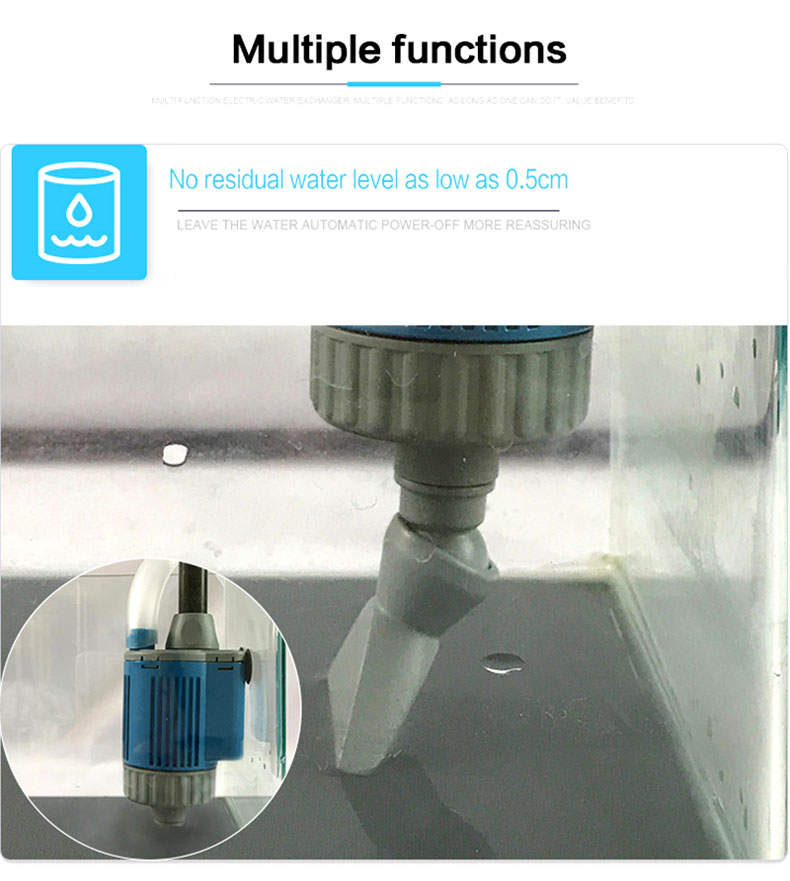 Multiple functions
MULTI FUNCTION ELECTRIC WATER EXCHANGER, MULTIPLE FUNCTIONS, AS LONG AS ONE CAN DO IT, VALUE BENEFITS
No residual water level as low as 0.5cm
LEAVE THE WATER AUTOMATIC POWER-OFF MORE REASSURING